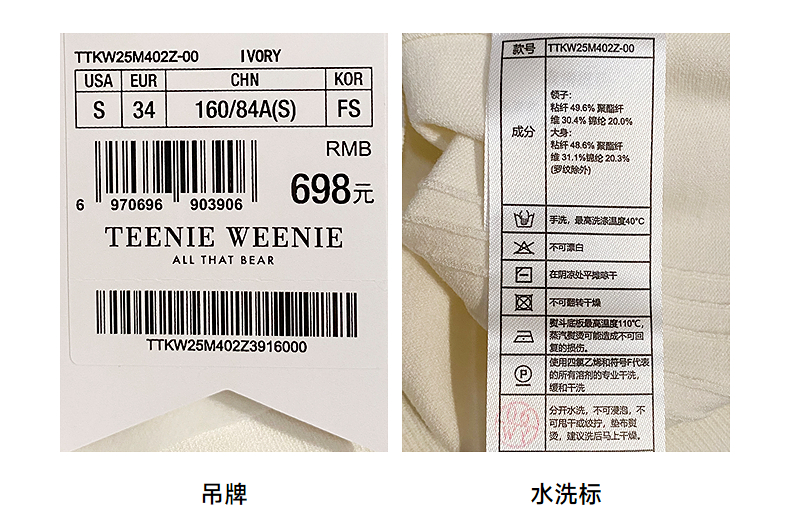 TTKW25M402Z-00 IVORY
USA EUR CHN KOR
S 34 160/84A(S) FS
RMB
698元
6 970696 903906
TEENIE WEENIE
ALL THAT BEAR
TTKW25M402Z3916000
吊牌
款号 TTKW25M402Z-00
成分
领子:
粘纤 49.6% 聚酯纤
维 30.4% 锦纶 20.0%
大身:
粘纤 48.6% 聚酯纤
维 31.1%锦纶 20.3%
(罗纹除外)
手洗，最高洗涤温度40°C
不可漂白
在阴凉处平摊晾干
不可翻转干燥
熨斗底板最高温度110℃，
蒸汽熨烫可能造成不可回
复的损伤。
使用四氯乙烯和符号F代表
的所有溶剂的专业干洗，
缓和干洗
P
分开水洗，不可浸泡，不
可甩干或绞拧，垫布熨
烫，建议洗后马上干燥。
水洗标